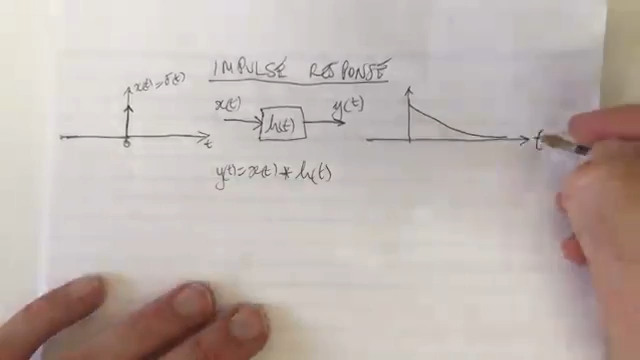 IMPULSE RESPONSE
x(t)=δ(t)
x(t) h(t) y(t)
0 t t
y(t)=x(t)*h(t)